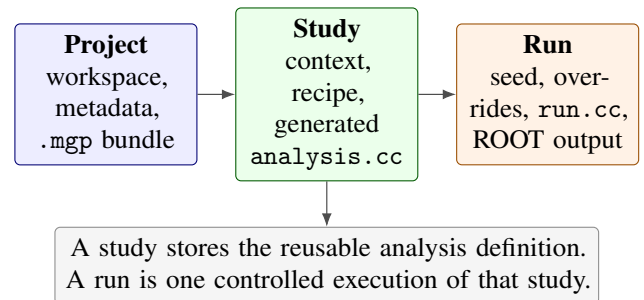 Project
workspace,
metadata,
.mgp bundle
Study
context,
recipe,
generated
analysis.cc
Run
seed, over-
rides, run.cc,
ROOT output
A study stores the reusable analysis definition.
A run is one controlled execution of that study.